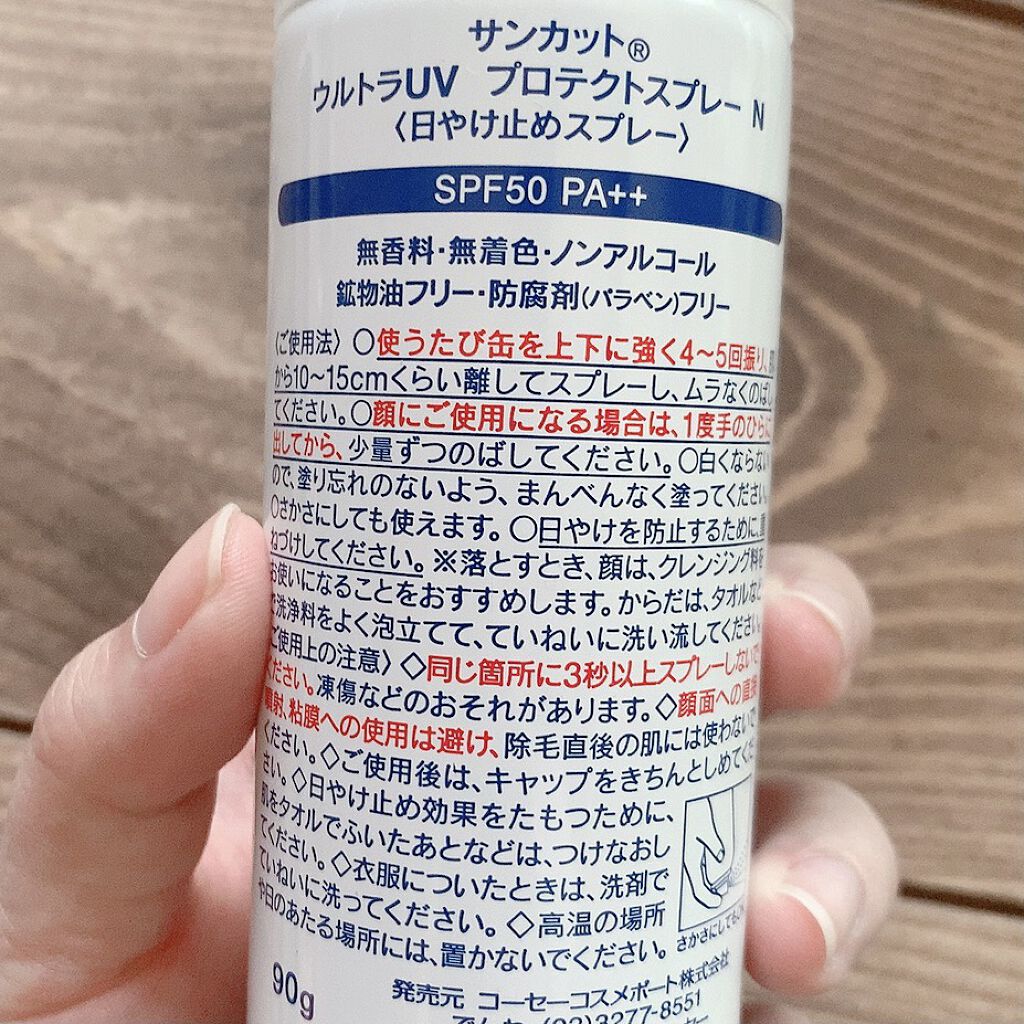 サンカット®
ウルトラUV プロテクトスプレー N
〈日やけ止めスプレー〉
SPF50 PA++
無香料・無着色・ノンアルコール
鉱物油フリー・防腐剤(パラベン)フリー
〈ご使用法〉○使うたび缶を上下に強く4〜5回振り、肌
から10〜15cmくらい離してスプレーし、ムラなくのばし
てください。○顔にご使用になる場合は、1度手のひらに
出してから、少量ずつのばしてください。○白くならない
ので、塗り忘れのないよう、まんべんなく塗ってください。
○さかさにしても使えます。○日やけを防止するために、重
ねづけしてください。※落とすとき、顔は、クレンジング料を
お使いになることをおすすめします。からだは、タオルなど
に洗浄料をよく泡立てて、ていねいに洗い流してください。
〈ご使用上の注意〉◇同じ箇所に3秒以上スプレーしないで
ください。凍傷などのおそれがあります。◇顔面への直接
噴射、粘膜への使用は避け、除毛直後の肌には使わないで
ください。◇ご使用後は、キャップをきちんとしめてくだ
さい。◇日やけ止め効果をたもつために、
肌をタオルでふいたあとなどは、つけなおし
てください。◇衣服についたときは、洗剤で
ていねいに洗ってください。◇高温の場所
や日のあたる場所には、置かないでください。
さかさにしてもOK
90g
発売元 コーセーコスメポート株式会社
(03)3277-8551